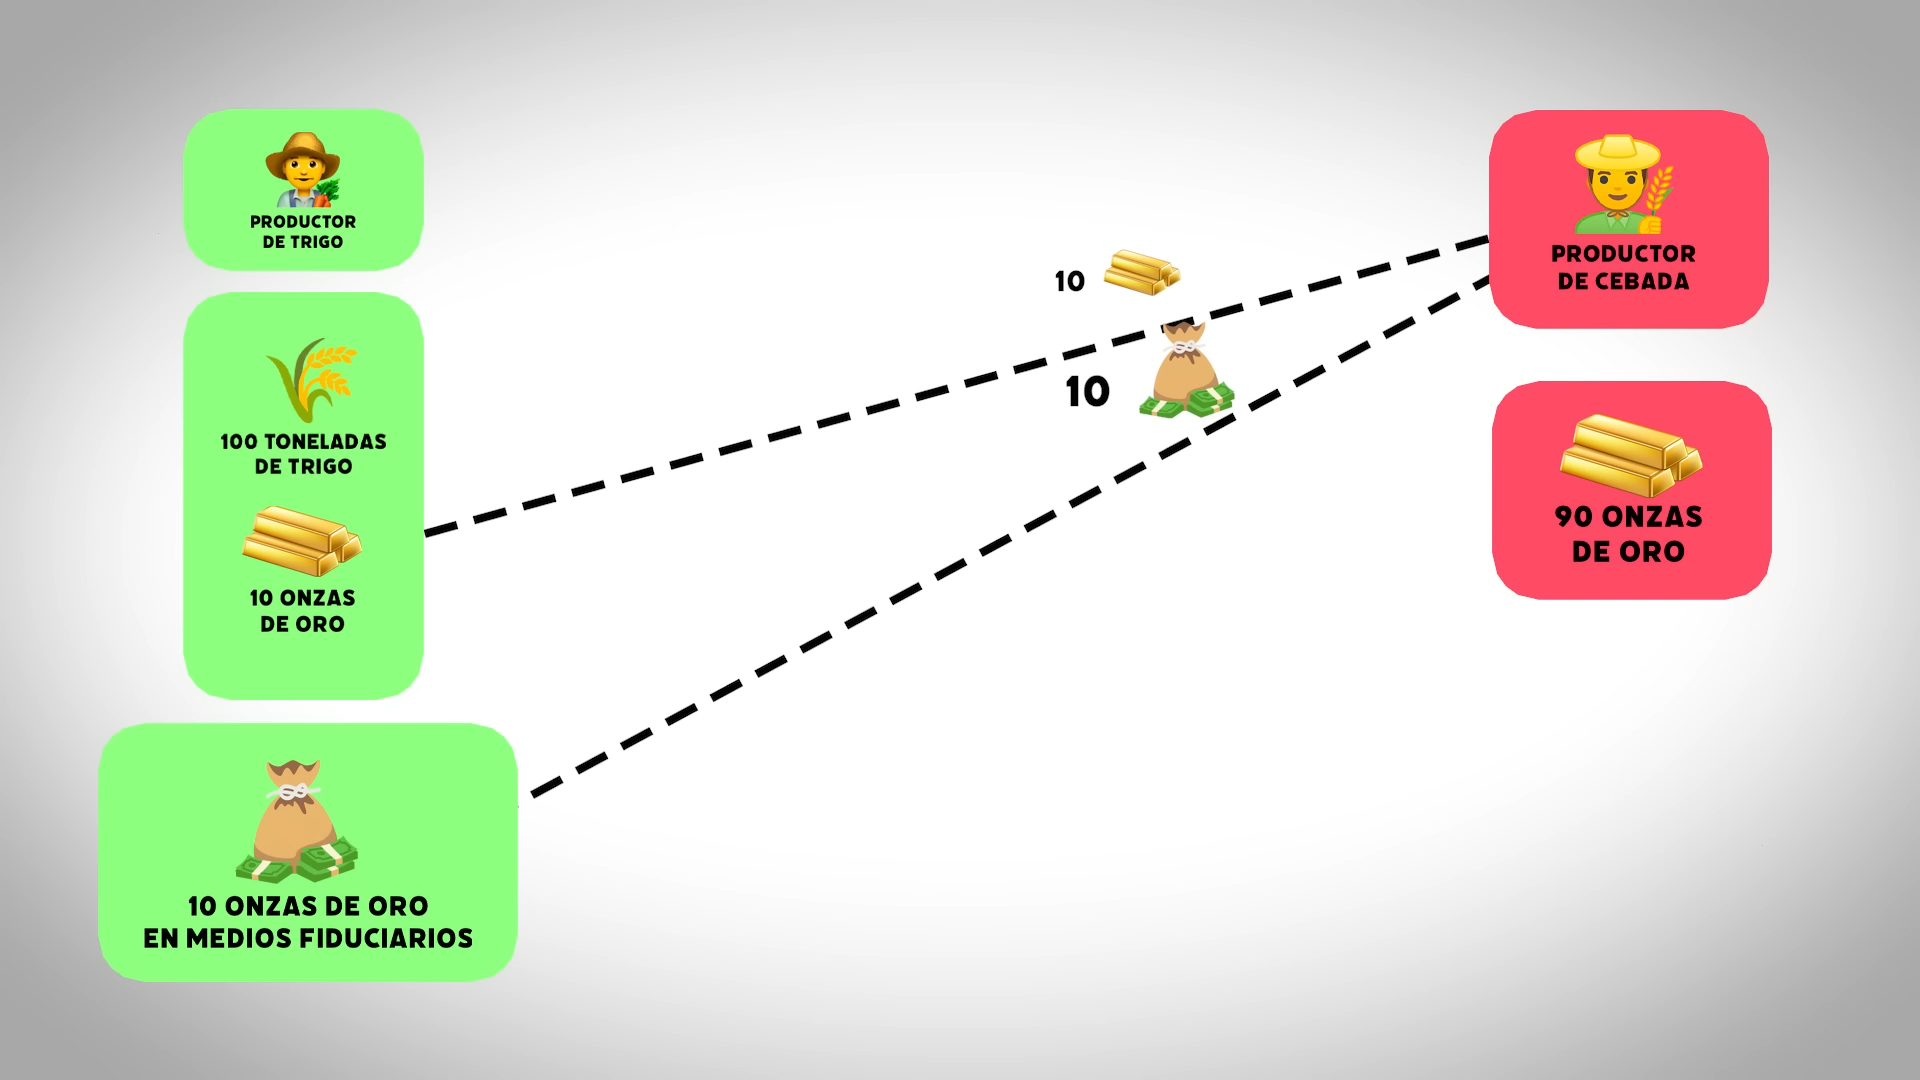 PRODUCTOR
DE TRIGO
100 TONELADAS
DE TRIGO
10 ONZAS
DE ORO
10 ONZAS DE ORO
EN MEDIOS FIDUCIARIOS
10
10
PRODUCTOR
DE CEBADA
90 ONZAS
DE ORO